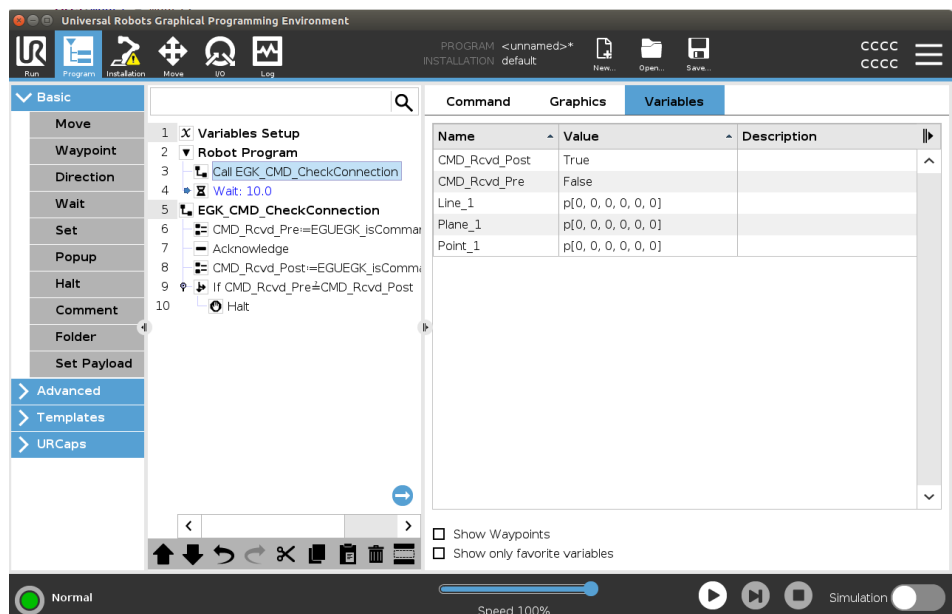 Universal Robots Graphical Programming Environment
PROGRAM <unnamed>*
INSTALLATION default
Run Program Installation Move I/O Log New... Open... Save...
CCCC
CCCC
Basic
Move
Waypoint
Direction
Wait
Set
Popup
Halt
Comment
Folder
Set Payload
Advanced
Templates
URCaps
1 X Variables Setup
2 Robot Program
3 Call EGK_CMD_CheckConnection
4 Wait: 10.0
5 EGK_CMD_CheckConnection
6 CMD_Rcvd_Pre≔EGUEGK_isComma
7 Acknowledge
8 CMD_Rcvd_Post≔EGUEGK_isComma
9 If CMD_Rcvd_Pre≟CMD_Rcvd_Post
10 Halt
Command Graphics Variables
Name Value Description
CMD_Rcvd_Post True
CMD_Rcvd_Pre False
Line_1 p[0, 0, 0, 0, 0, 0]
Plane_1 p[0, 0, 0, 0, 0, 0]
Point_1 p[0, 0, 0, 0, 0, 0]
Show Waypoints
Show only favorite variables
Normal
Speed 100%
Simulation